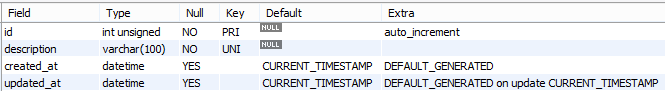 Field Type Null Key Default Extra
id int unsigned NO PRI NULL auto_increment
description varchar(100) NO UNI NULL
created_at datetime YES CURRENT_TIMESTAMP DEFAULT_GENERATED
updated_at datetime YES CURRENT_TIMESTAMP DEFAULT_GENERATED on update CURRENT_TIMESTAMP